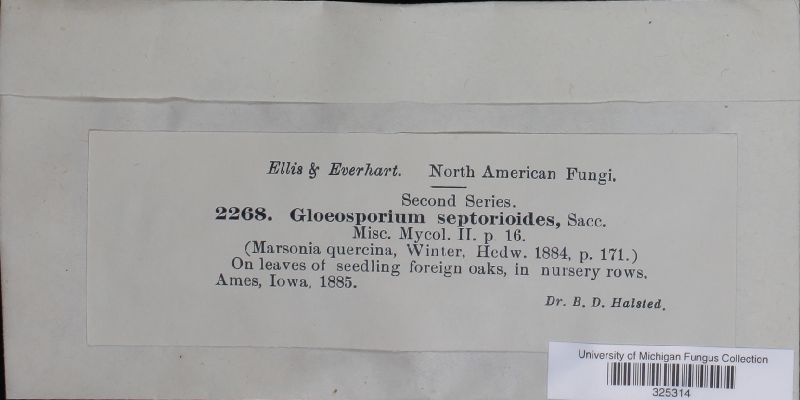 Ellis & Everhart. North American Fungi.
Second Series.
2268. Gloeosporium septorioides, Sacc.
Misc. Mycol. II. p 16.
(Marsonia quercina, Winter, Hedw. 1884, p. 171.)
On leaves of seedling foreign oaks, in nursery rows,
Ames, Iowa, 1885.
Dr. B. D. Halsted.
University of Michigan Fungus Collection
325314